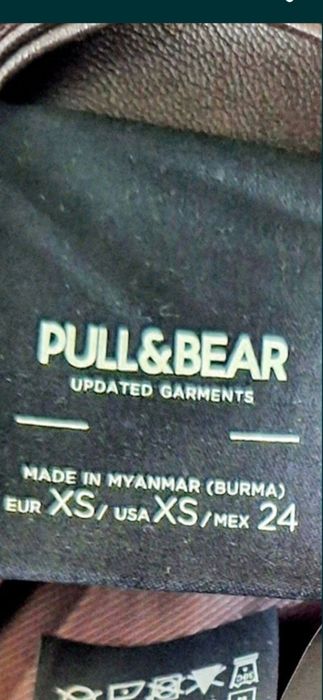 PULL&BEAR
UPDATED GARMENTS
MADE IN MYANMAR (BURMA)
EUR XS/ USA XS/MEX 24